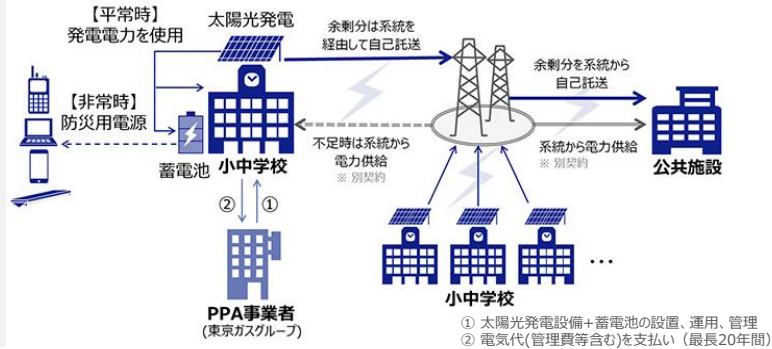 【平常時】
発電電力を使用
太陽光発電
余剰分は系統を
経由して自己託送
余剰分を系統から
自己託送
【非常時】
防災用電源
蓄電池
小中学校
不足時は系統から
電力供給
※ 別契約
系統から電力供給
※ 別契約
公共施設
②
①
PPA事業者
(東京ガスグループ)
小中学校
…
① 太陽光発電設備+蓄電池の設置、運用、管理
② 電気代(管理費等含む)を支払い（最長20年間）